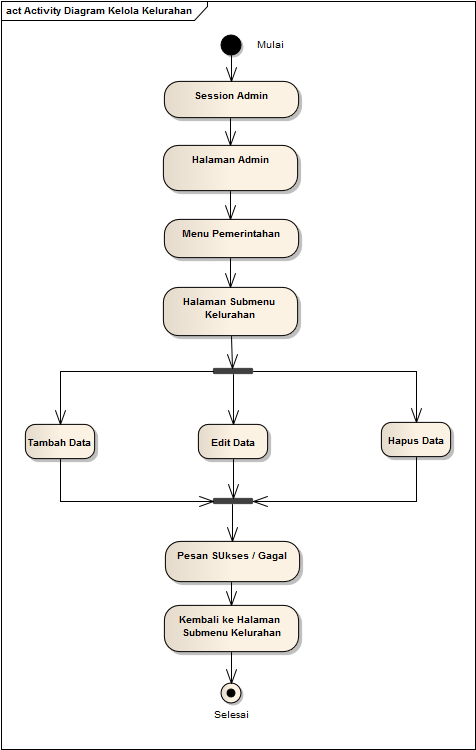 act Activity Diagram Kelola Kelurahan
Mulai
Session Admin
Halaman Admin
Menu Pemerintahan
Halaman Submenu
Kelurahan
Tambah Data
Edit Data
Hapus Data
Pesan SUkses / Gagal
Kembali ke Halaman
Submenu Kelurahan
Selesai